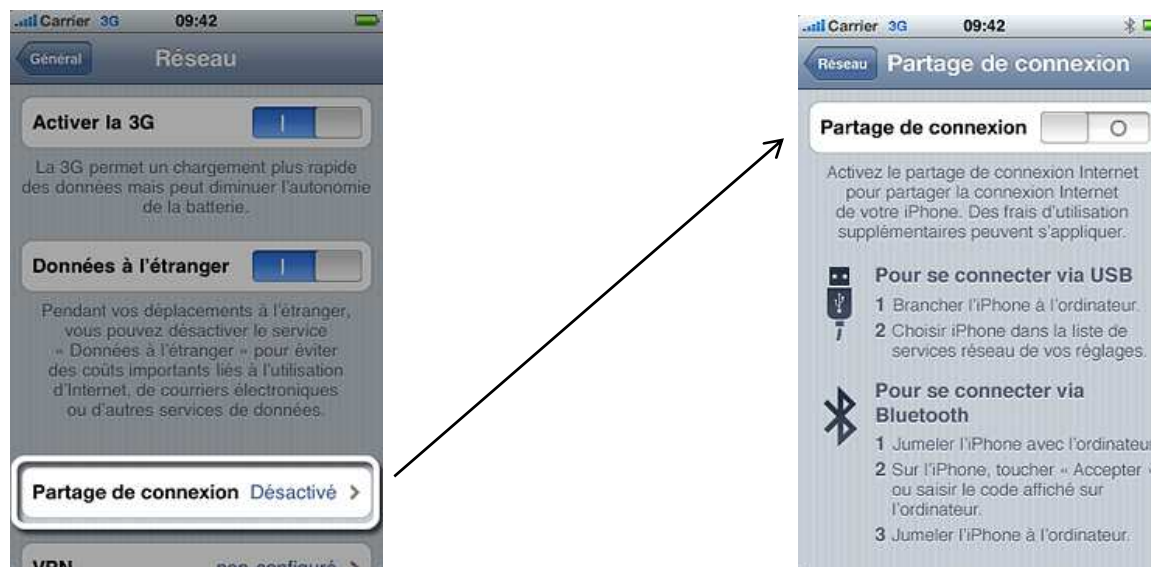 Carrier 3G 09:42
Général Réseau
Activer la 3G
La 3G permet un chargement plus rapide
des données mais peut diminuer l'autonomie
de la batterie.
Données à l'étranger
Pendant vos déplacements à l'étranger,
vous pouvez désactiver le service
« Données à l'étranger » pour éviter
des coûts importants liés à l'utilisation
d'Internet, de courriers électroniques
ou d'autres services de données.
Partage de connexion Désactivé >
VPN non configuré >
Carrier 3G 09:42
Réseau Partage de connexion
Partage de connexion
Activez le partage de connexion Internet
pour partager la connexion Internet
de votre iPhone. Des frais d'utilisation
supplémentaires peuvent s'appliquer.
Pour se connecter via USB
1 Brancher l'iPhone à l'ordinateur.
2 Choisir iPhone dans la liste de
services réseau de vos réglages.
Pour se connecter via
Bluetooth
1 Jumeler l'iPhone avec l'ordinateur
2 Sur l'iPhone, toucher « Accepter »
ou saisir le code affiché sur
l'ordinateur.
3 Jumeler l'iPhone à l'ordinateur.